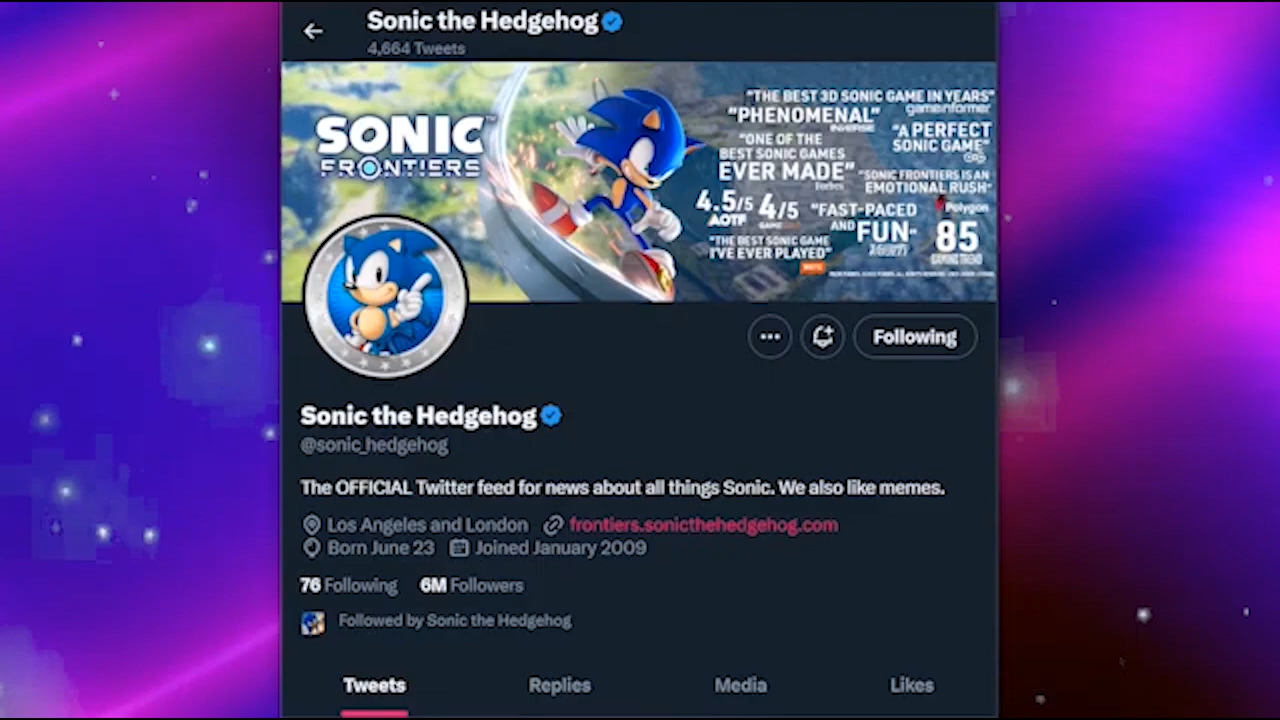 Sonic the Hedgehog
4,664 Tweets
SONIC
FRONTIERS
"THE BEST 3D SONIC GAME IN YEARS"
gameinformer
"PHENOMENAL"
INVERSE
"A PERFECT
SONIC GAME"
"ONE OF THE
BEST SONIC GAMES
EVER MADE"
Forbes
"SONIC FRONTIERS IS AN
EMOTIONAL RUSH"
Polygon
4.5/5
AOTF
4/5
GAME
"FAST-PACED
AND FUN-
85
GAMING TREND
"THE BEST SONIC GAME
I'VE EVER PLAYED"
Following
Sonic the Hedgehog
@sonic_hedgehog
The OFFICIAL Twitter feed for news about all things Sonic. We also like memes.
Los Angeles and London frontiers.sonicthehedgehog.com
Born June 23 Joined January 2009
76 Following 6M Followers
Followed by Sonic the Hedgehog
Tweets Replies Media Likes